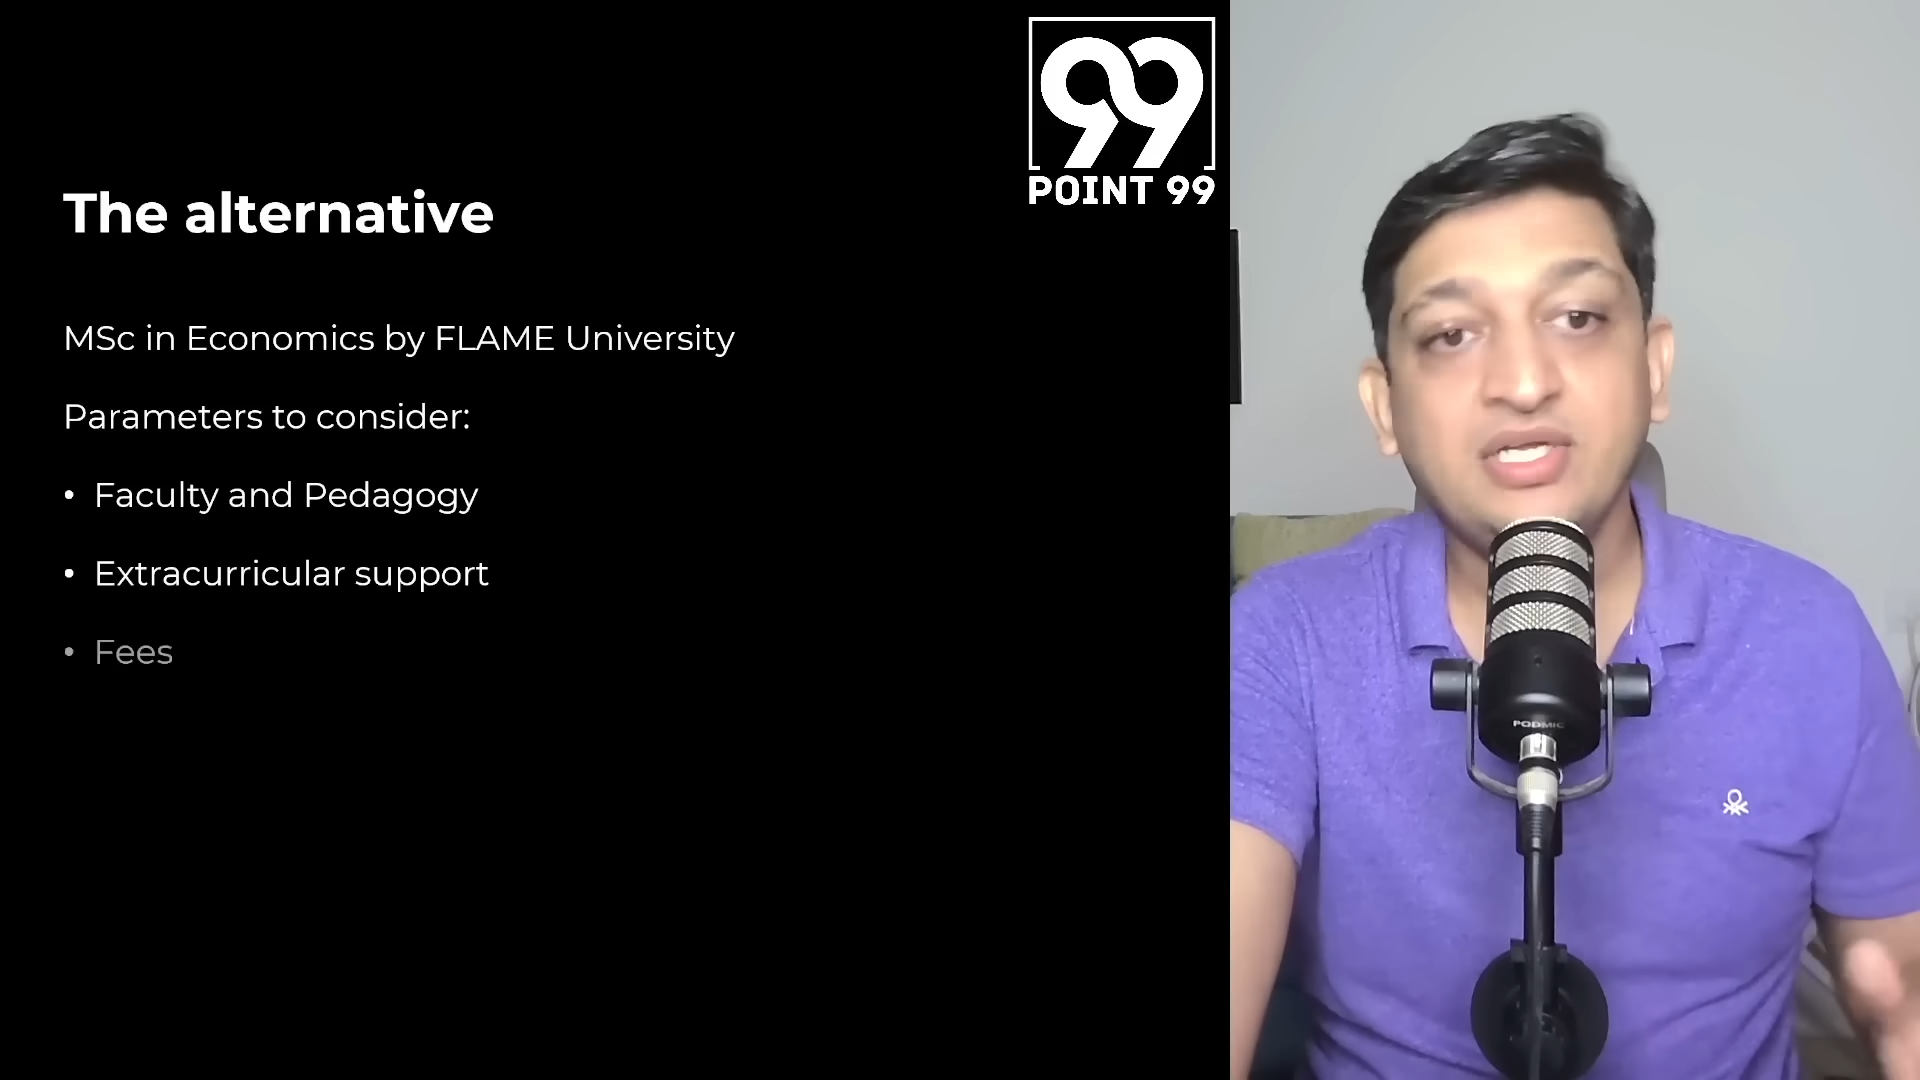 99
POINT 99
The alternative
MSc in Economics by FLAME University
Parameters to consider:
• Faculty and Pedagogy
• Extracurricular support
• Fees
PODMIC